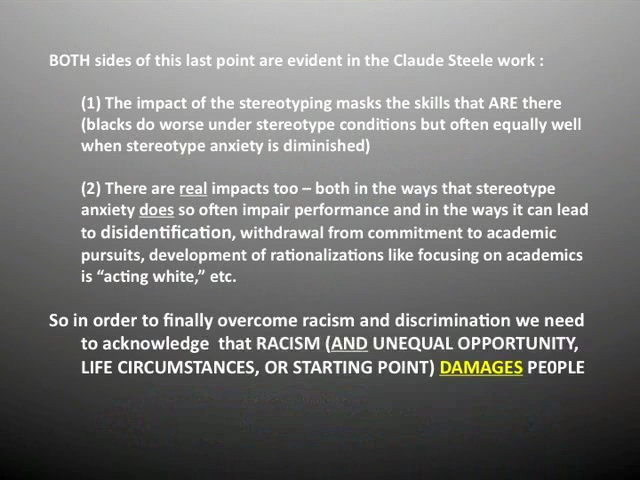 BOTH sides of this last point are evident in the Claude Steele work :
(1) The impact of the stereotyping masks the skills that ARE there
(blacks do worse under stereotype conditions but often equally well
when stereotype anxiety is diminished)
(2) There are real impacts too – both in the ways that stereotype
anxiety does so often impair performance and in the ways it can lead
to disidentification, withdrawal from commitment to academic
pursuits, development of rationalizations like focusing on academics
is “acting white,” etc.
So in order to finally overcome racism and discrimination we need
to acknowledge  that RACISM (AND UNEQUAL OPPORTUNITY,
LIFE CIRCUMSTANCES, OR STARTING POINT) DAMAGES PE0PLE